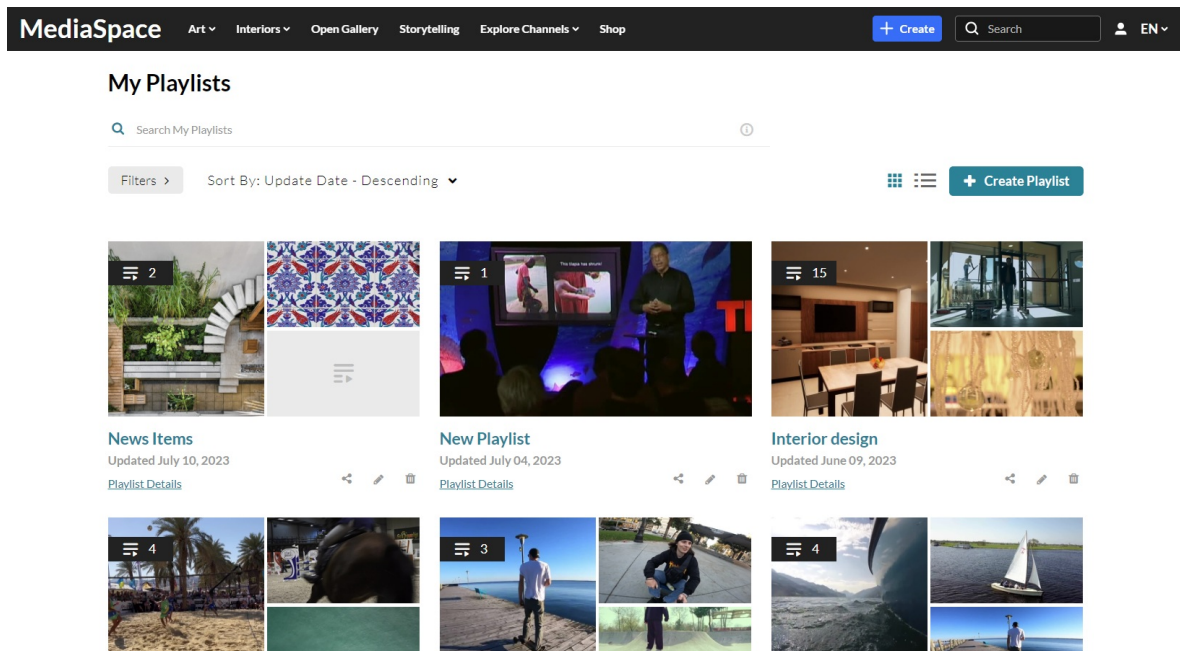 MediaSpace Art Interiors Open Gallery Storytelling Explore Channels Shop + Create Search EN
My Playlists
Search My Playlists
Filters > Sort By: Update Date - Descending + Create Playlist
2 1 15
TED
News Items New Playlist Interior design
Updated July 10, 2023 Updated July 04, 2023 Updated June 09, 2023
Playlist Details Playlist Details Playlist Details
4 3 4